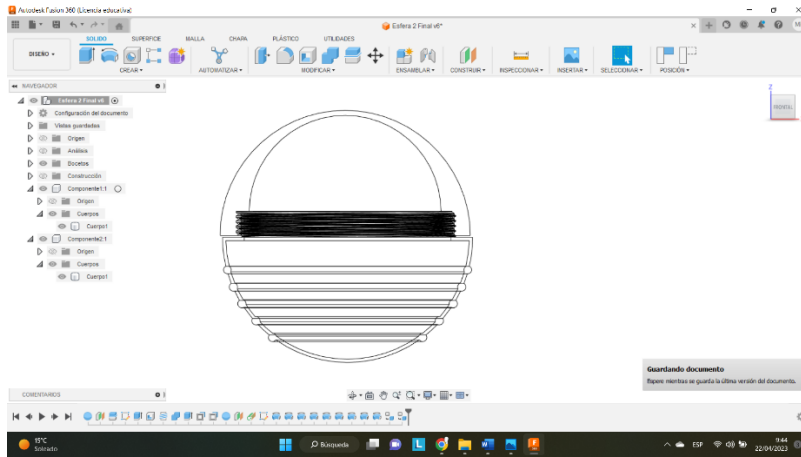 Autodesk Fusion 360 (Licencia educativa)
Esfera 2 Final v6*
SOLIDO SUPERFICIE MALLA CHAPA PLÁSTICO UTILIDADES
DISEÑO
CREAR AUTOMATIZAR MODIFICAR ENSAMBLAR CONSTRUIR INSPECCIONAR INSERTAR SELECCIONAR POSICIÓN
NAVEGADOR
Esfera 2 Final v6
Configuración del documento
Vistas guardadas
Origen
Análisis
Bocetos
Construcción
Componente1:1
Origen
Cuerpos
Cuerpo1
Componente2:1
Origen
Cuerpos
Cuerpo1
Z
FRONTAL
Guardando documento
Espere mientras se guarda la última versión del documento.
COMENTARIOS
15°C
Soleado
Búsqueda
ESP
9:44
22/04/2023